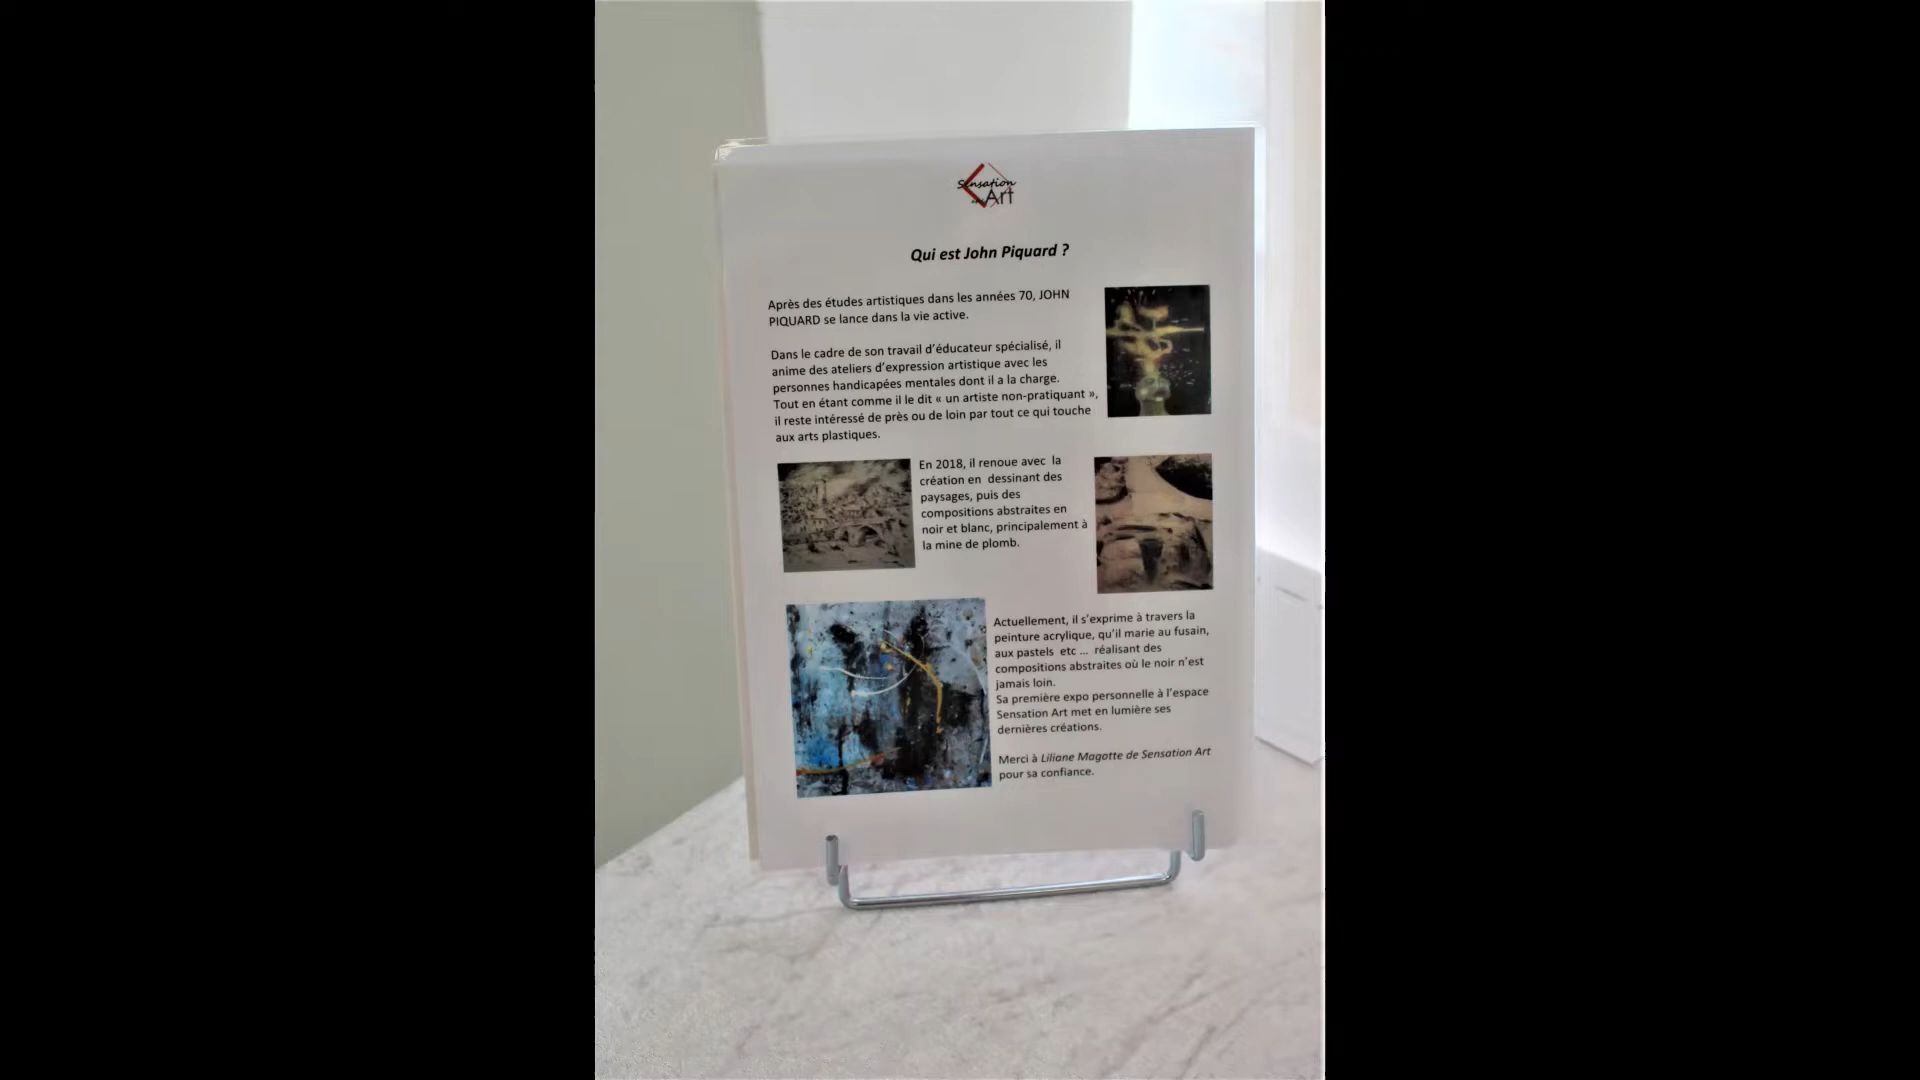 Sensation
Art
Qui est John Piquard ?
Après des études artistiques dans les années 70, JOHN
PIQUARD se lance dans la vie active.
Dans le cadre de son travail d'éducateur spécialisé, il
anime des ateliers d'expression artistique avec les
personnes handicapées mentales dont il a la charge.
Tout en étant comme il le dit « un artiste non-pratiquant »,
il reste intéressé de près ou de loin par tout ce qui touche
aux arts plastiques.
En 2018, il renoue avec la
création en dessinant des
paysages, puis des
compositions abstraites en
noir et blanc, principalement à
la mine de plomb.
Actuellement, il s'exprime à travers la
peinture acrylique, qu'il marie au fusain,
aux pastels etc ... réalisant des
compositions abstraites où le noir n'est
jamais loin.
Sa première expo personnelle à l'espace
Sensation Art met en lumière ses
dernières créations.
Merci à Liliane Magotte de Sensation Art
pour sa confiance.